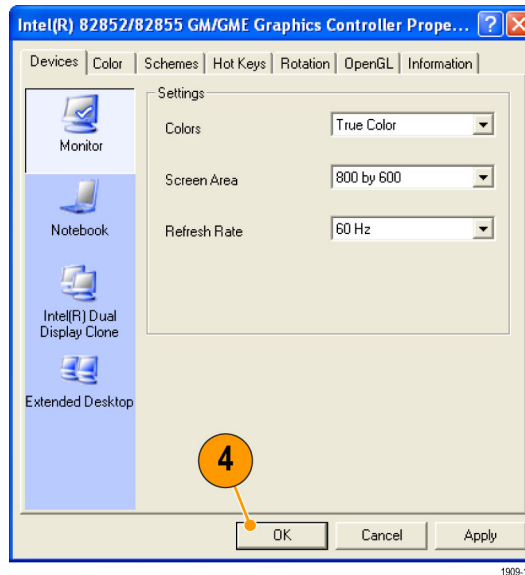 Intel(R) 82852/82855 GM/GME Graphics Controller Prope... ?
Devices Color Schemes Hot Keys Rotation OpenGL Information
Settings
Monitor
Colors True Color
Screen Area 800 by 600
Notebook
Refresh Rate 60 Hz
Intel(R) Dual
Display Clone
Extended Desktop
4
OK Cancel Apply